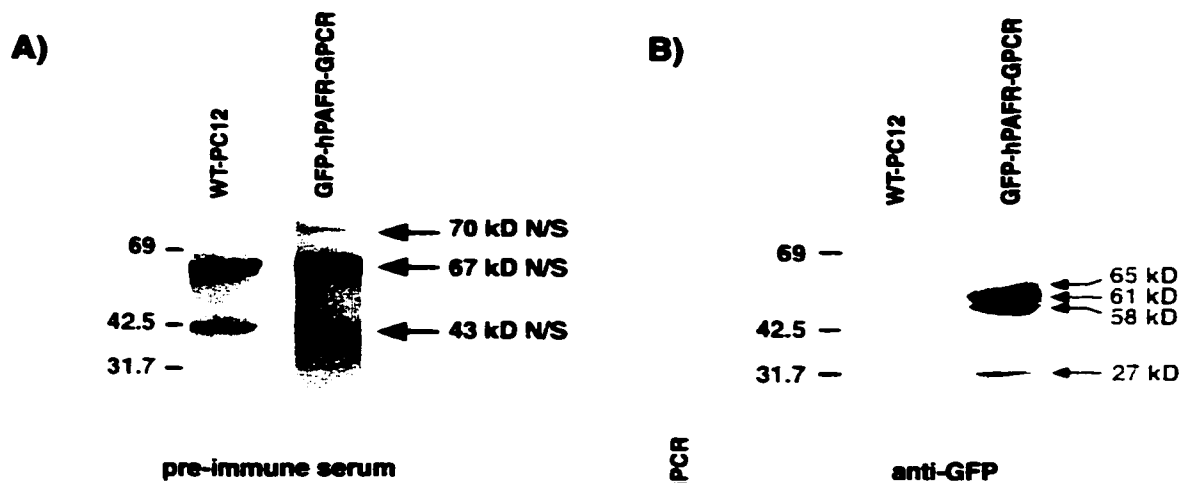 A)
WT-PC12
GFP-hPAFR-GPCR
69
42.5
31.7
70 kD N/S
67 kD N/S
43 kD N/S
pre-immune serum
B)
WT-PC12
GFP-hPAFR-GPCR
69
42.5
31.7
65 kD
61 kD
58 kD
27 kD
PCR
anti-GFP